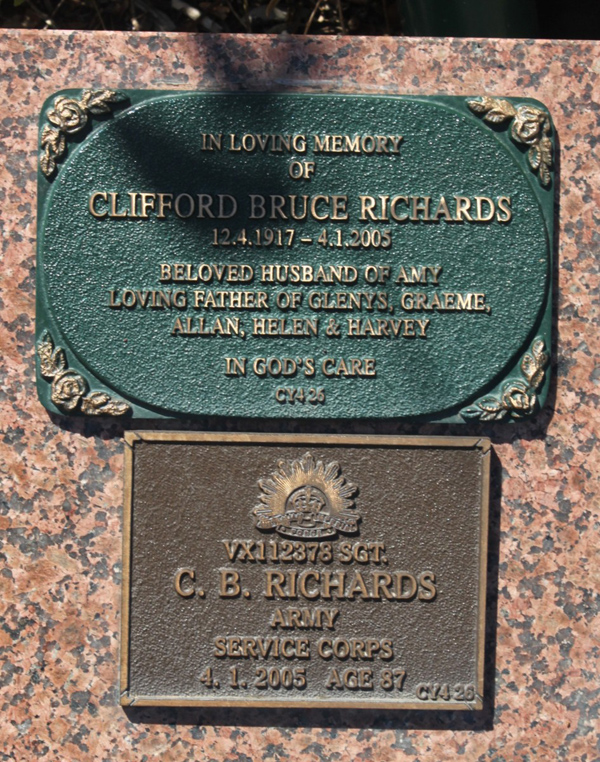 IN LOVING MEMORY
OF
CLIFFORD BRUCE RICHARDS
12.4.1917 – 4.1.2005
BELOVED HUSBAND OF AMY
LOVING FATHER OF GLENYS, GRAEME,
ALLAN, HELEN & HARVEY
IN GOD'S CARE
CY4 26
VX112378 SGT.
C. B. RICHARDS
ARMY
SERVICE CORPS
4. 1. 2005 AGE 87
CY4 26